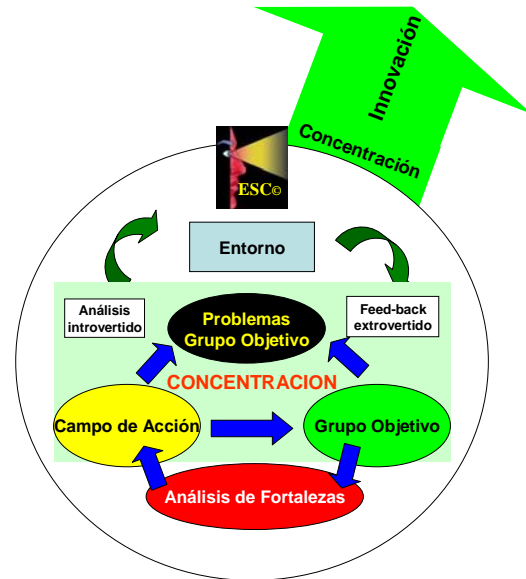 Innovación
Concentración
ESC©
Entorno
Análisis
introvertido
Feed-back
extrovertido
Problemas
Grupo Objetivo
CONCENTRACION
Campo de Acción
Grupo Objetivo
Análisis de Fortalezas